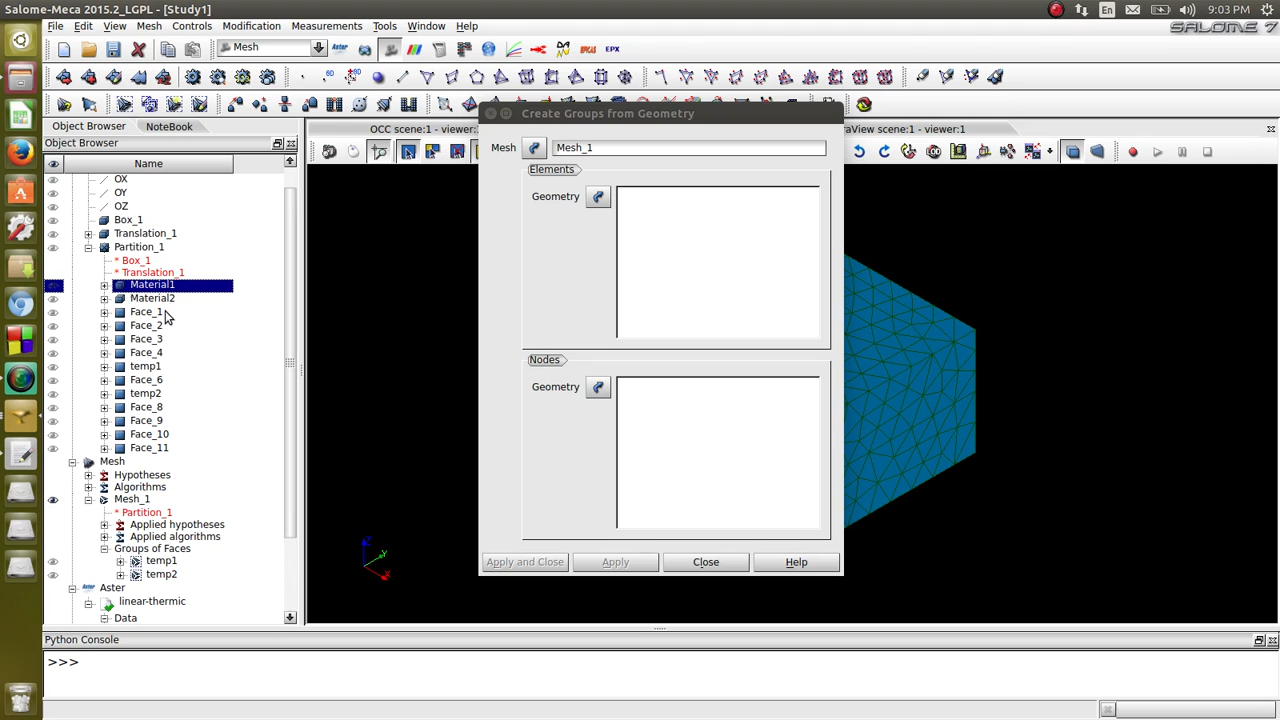 Salome-Meca 2015.2_LGPL - [Study1]
En
9:03 PM
File Edit View Mesh Controls Modification Measurements Tools Window Help
SALOME 7
Mesh
Aster
EPX
60
Object Browser NoteBook
Object Browser
Name
OX
OY
OZ
Box_1
Translation_1
Partition_1
* Box_1
* Translation_1
Material1
Material2
Face_1
Face_2
Face_3
Face_4
temp1
Face_6
temp2
Face_8
Face_9
Face_10
Face_11
Mesh
Hypotheses
Algorithms
Mesh_1
* Partition_1
Applied hypotheses
Applied algorithms
Groups of Faces
temp1
temp2
Aster
linear-thermic
Data
OCC scene:1 - viewer:
raView scene:1 - viewer:1
Create Groups from Geometry
Mesh Mesh_1
Elements
Geometry
Nodes
Geometry
Apply and Close Apply Close Help
Z
Y
X
Python Console
>>>